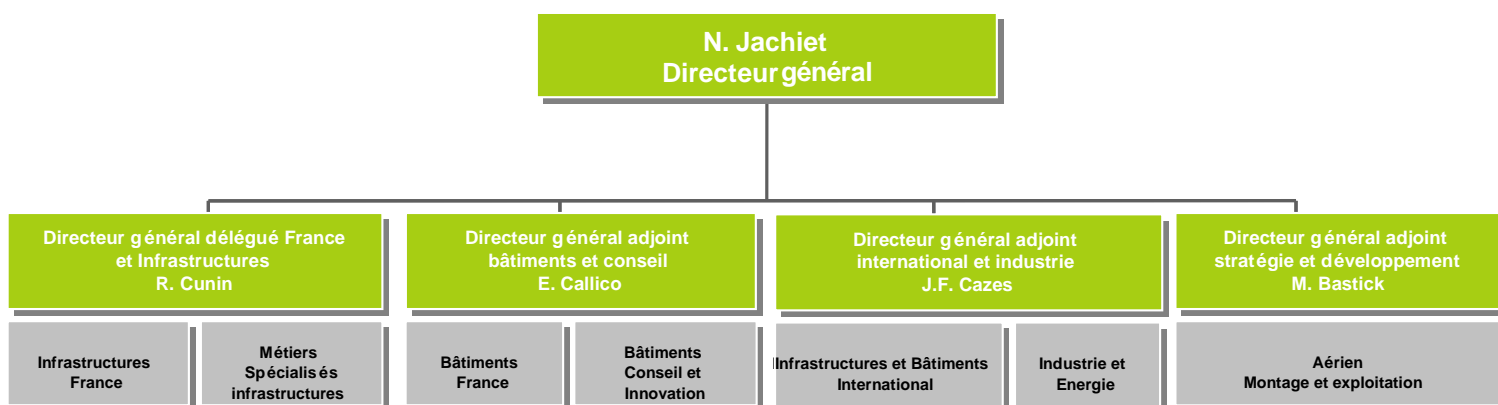 N. Jachiet
Directeur général
Directeur général délégué France
et Infrastructures
R. Cunin
Directeur général adjoint
bâtiments et conseil
E. Callico
Directeur général adjoint
international et industrie
J.F. Cazes
Directeur général adjoint
stratégie et développement
M. Bastick
Infrastructures
France
Métiers
Spécialisés
infrastructures
Bâtiments
France
Bâtiments
Conseil et
Innovation
IInfrastructures et Bâtiments
International
Industrie et
Energie
Aérien
Montage et exploitation